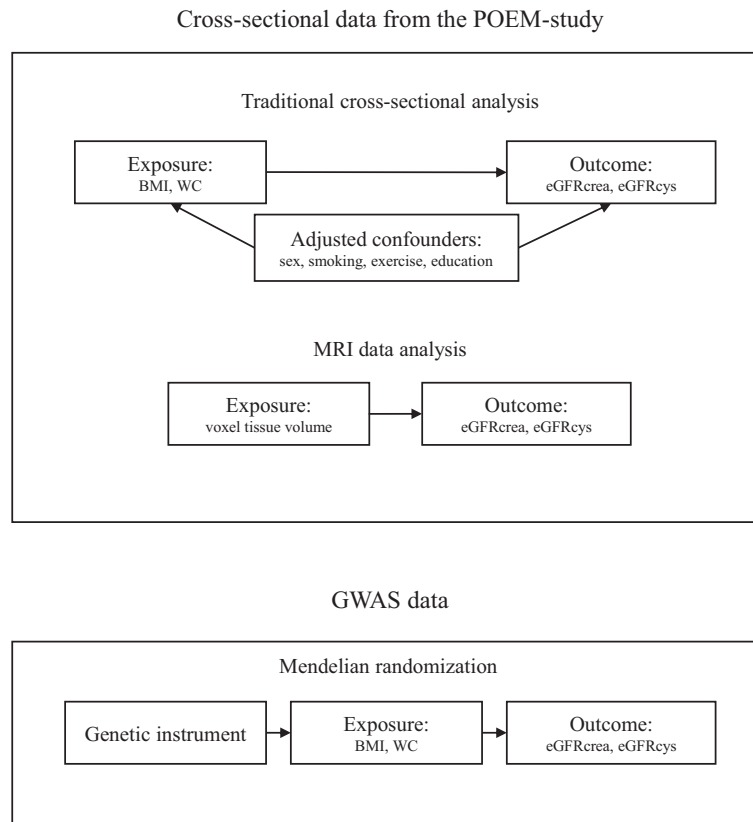 Cross-sectional data from the POEM-study
Traditional cross-sectional analysis
Exposure:
BMI, WC
Outcome:
eGFRcrea, eGFRcys
Adjusted confounders:
sex, smoking, exercise, education
MRI data analysis
Exposure:
voxel tissue volume
Outcome:
eGFRcrea, eGFRcys
GWAS data
Mendelian randomization
Genetic instrument
Exposure:
BMI, WC
Outcome:
eGFRcrea, eGFRcys